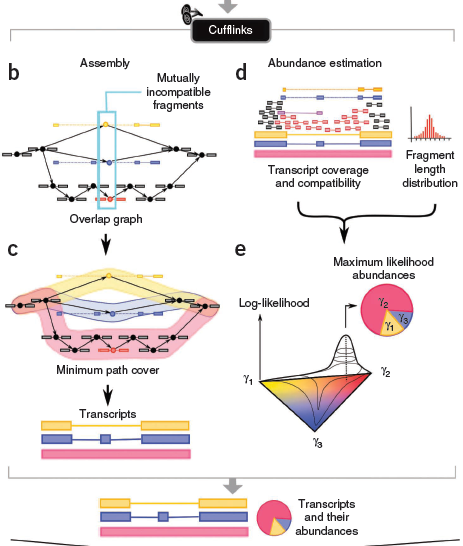 Cufflinks
b
Assembly
Mutually
incompatible
fragments
Overlap graph
c
Minimum path cover
Transcripts
d
Abundance estimation
Transcript coverage
and compatibility
Fragment
length
distribution
e
Maximum likelihood
abundances
Log-likelihood
γ2
γ3
γ1
γ1
γ2
γ3
Transcripts
and their
abundances